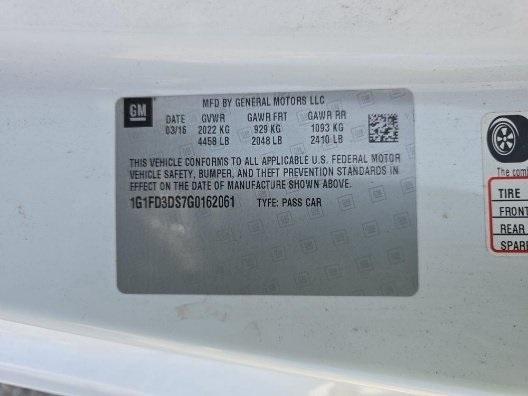 GM
MFD BY GENERAL MOTORS LLC
DATE GVWR GAWR FRT GAWR RR
03/16 2022 KG 929 KG 1093 KG
4458 LB 2048 LB 2410 LB
THIS VEHICLE CONFORMS TO ALL APPLICABLE U.S. FEDERAL MOTOR
VEHICLE SAFETY, BUMPER, AND THEFT PREVENTION STANDARDS IN
EFFECT ON THE DATE OF MANUFACTURE SHOWN ABOVE.
1G1FD3DS7G0162061 TYPE: PASS CAR
The com
TIRE
FRONT
REAR
SPARE